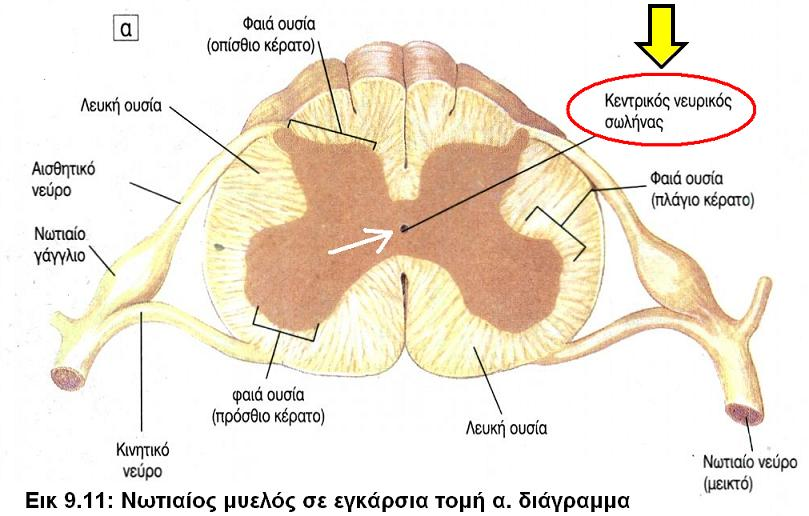 α
Φαιά ουσία
(οπίσθιο κέρατο)
Λευκή ουσία
Κεντρικός νευρικός
σωλήνας
Αισθητικό
νεύρο
Φαιά ουσία
(πλάγιο κέρατο)
Νωτιαίο
γάγγλιο
φαιά ουσία
(πρόσθιο κέρατο)
Λευκή ουσία
Κινητικό
νεύρο
Νωτιαίο νεύρο
(μεικτό)
Εικ 9.11: Νωτιαίος μυελός σε εγκάρσια τομή α. διάγραμμα